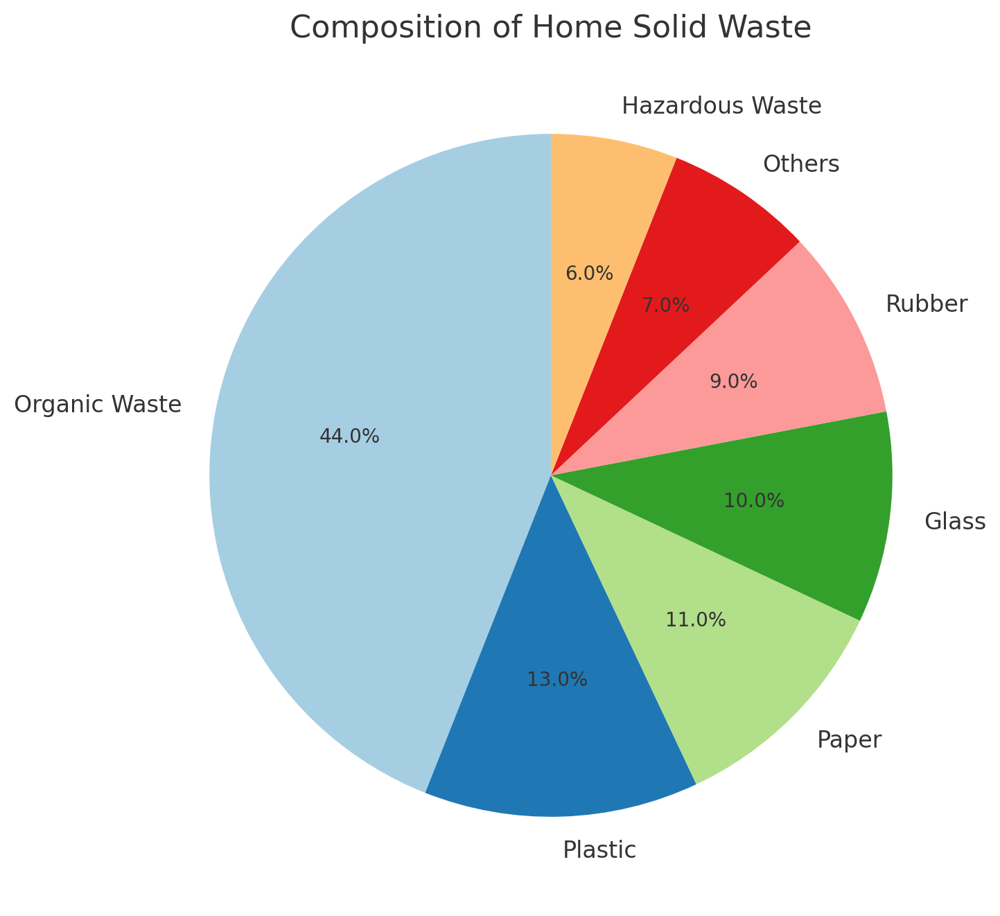 Composition of Home Solid Waste
Hazardous Waste
Others
6.0%
Rubber
7.0%
9.0%
Organic Waste
44.0%
10.0%
Glass
11.0%
13.0%
Paper
Plastic